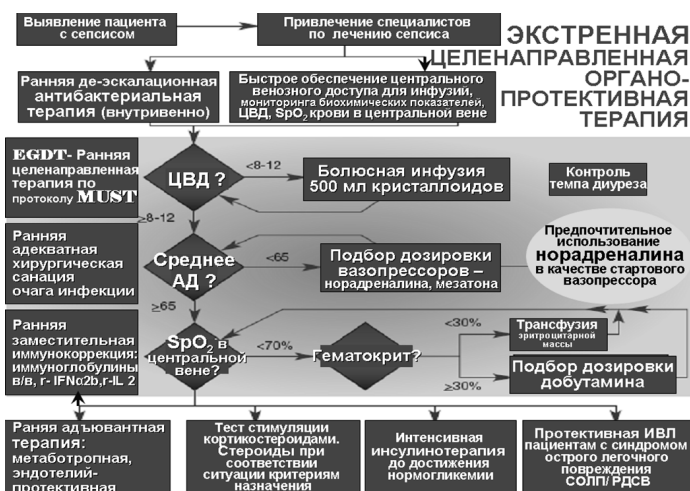 Выявление пациента
с сепсисом
Привлечение специалистов
по лечению сепсиса
ЭКСТРЕННАЯ
ЦЕЛЕНАПРАВЛЕННАЯ
ОРГАНО-
ПРОТЕКТИВНАЯ
ТЕРАПИЯ
Ранняя де-эскалационная
антибактериальная
терапия (внутривенно)
Быстрое обеспечение центрального
венозного доступа для инфузий,
мониторинга биохимических показателей,
ЦВД, SpO2 крови в центральной вене
EGDT- Ранняя
целенаправленная
терапия по
протоколу MUST
ЦВД ?
<8-12
Болюсная инфузия
500 мл кристаллоидов
Контроль
темпа диуреза
≥8-12
Ранняя
адекватная
хирургическая
санация
очага инфекции
Среднее
АД ?
<65
Подбор дозировки
вазопрессоров –
норадреналина, мезатона
Предпочтительное
использование
норадреналина
в качестве стартового
вазопрессора
≥65
Ранняя
заместительная
иммунокоррекция:
иммуноглобулины
в/в, r- IFNα2b,r-IL 2
SpO2 в
центральной
вене?
<70%
Гематокрит?
<30%
Трансфузия
эритроцитарной
массы
≥30%
Подбор дозировки
добутамина
Раняя адъювантная
терапия:
метаботропная,
эндотелий-
протективная
Тест стимуляции
кортикостероидами.
Стероиды при
соответствии
ситуации критериям
назначения
Интенсивная
инсулинотерапия
до достижения
нормогликемии
Протективная ИВЛ
пациентам с синдромом
острого легочного
повреждения
СОЛП/ РДСВ